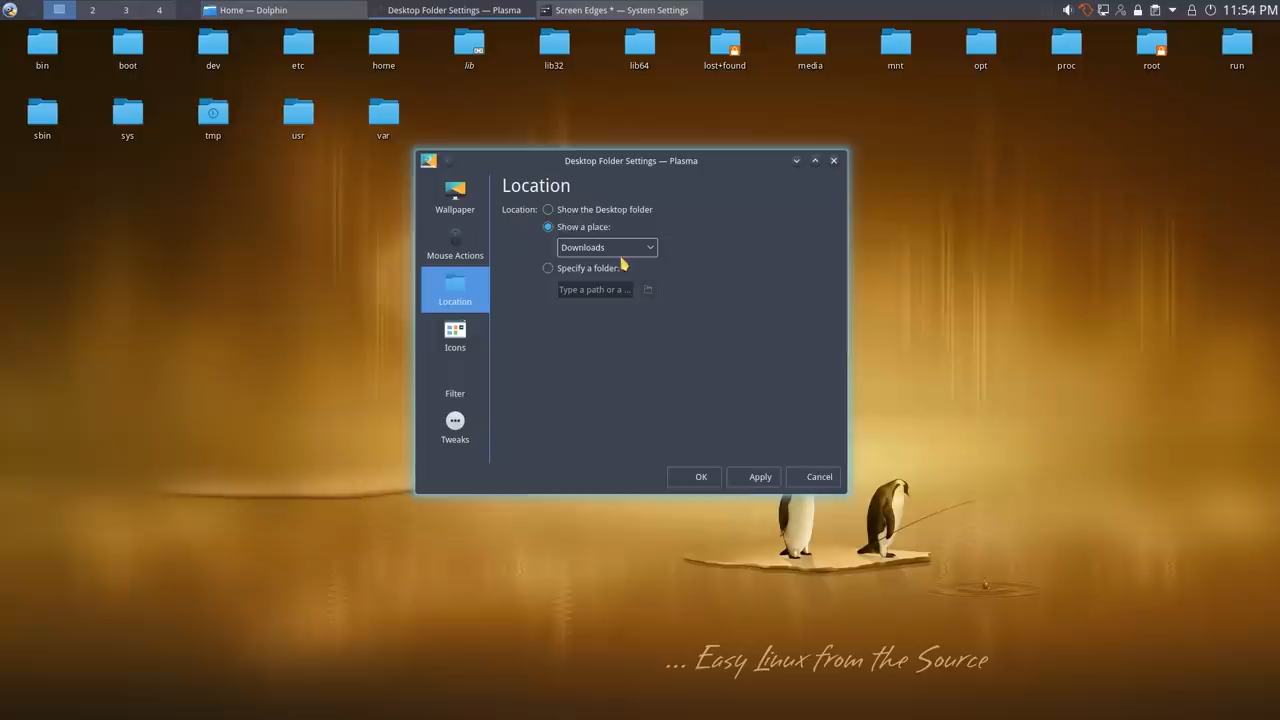 2 3 4 Home — Dolphin Desktop Folder Settings — Plasma Screen Edges * — System Settings 11:54 PM
bin boot dev etc home lib lib32 lib64 lost+found media mnt opt proc root run
sbin sys tmp usr var
Desktop Folder Settings — Plasma
Wallpaper
Mouse Actions
Location
Icons
Filter
Tweaks
Location
Location: Show the Desktop folder
Show a place:
Downloads
Specify a folder:
Type a path or a ...
OK Apply Cancel
... Easy Linux from the Source